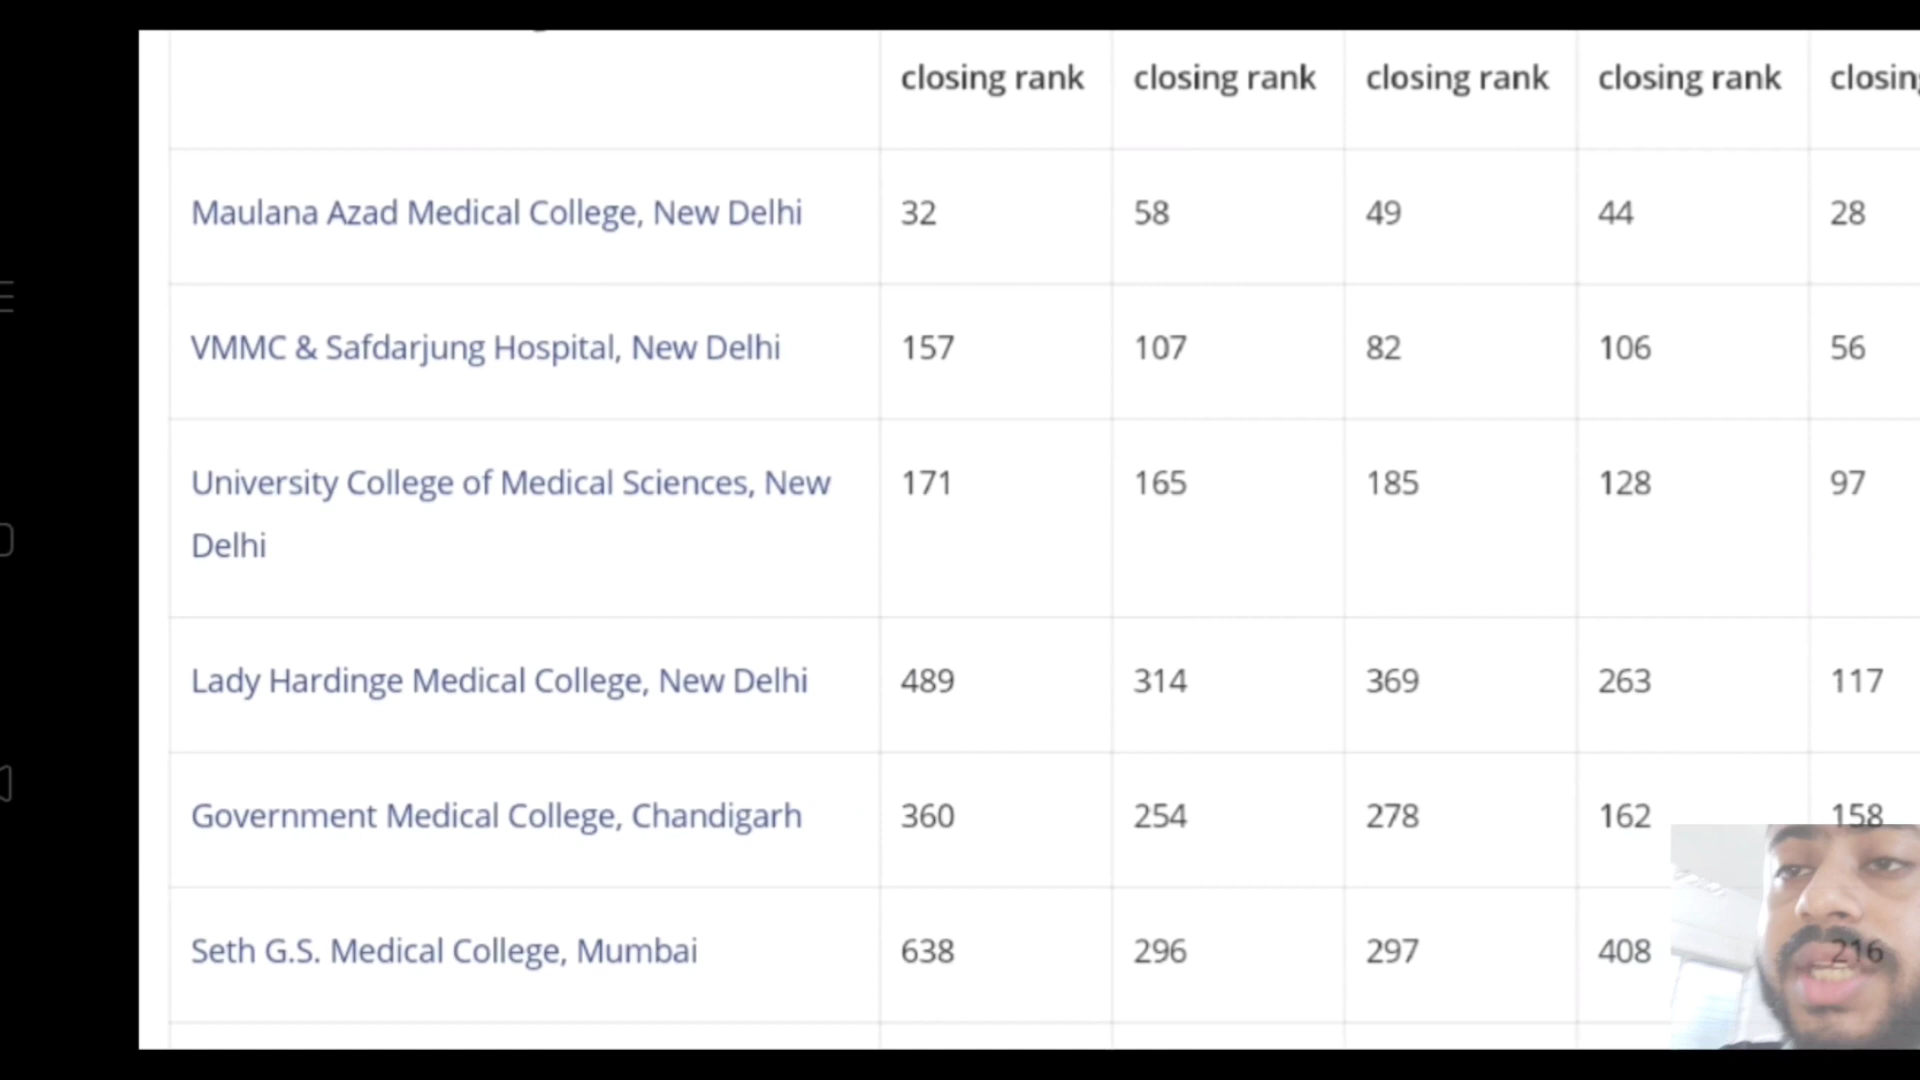 closing rank closing rank closing rank closing rank closin
Maulana Azad Medical College, New Delhi 32 58 49 44 28
VMMC & Safdarjung Hospital, New Delhi 157 107 82 106 56
University College of Medical Sciences, New 171 165 185 128 97
Delhi
Lady Hardinge Medical College, New Delhi 489 314 369 263 117
Government Medical College, Chandigarh 360 254 278 162 158
Seth G.S. Medical College, Mumbai 638 296 297 408 216